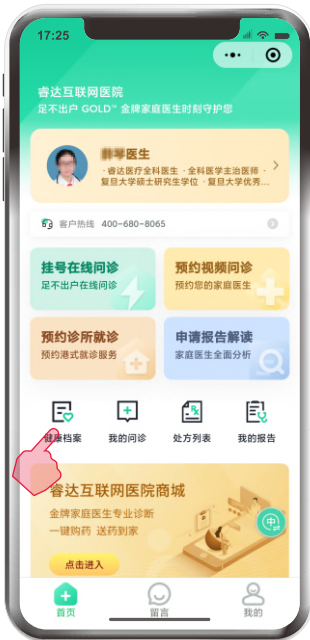 17:25
睿达互联网医院
足不出户 GOLD™ 金牌家庭医生时刻守护您
医生
·睿达医疗全科医生 ·全科医学主治医师 ·
复旦大学硕士研究生学位 ·复旦大学优秀...
客户热线 400-680-8065
挂号在线问诊
足不出户在线问诊
预约视频问诊
预约您的家庭医生
预约诊所就诊
预约港式就诊服务
申请报告解读
家庭医生全面分析
健康档案
我的问诊
处方列表
我的报告
睿达互联网医院商城
金牌家庭医生专业诊断
一键购药 送药到家
点击进入
中
首页
留言
我的